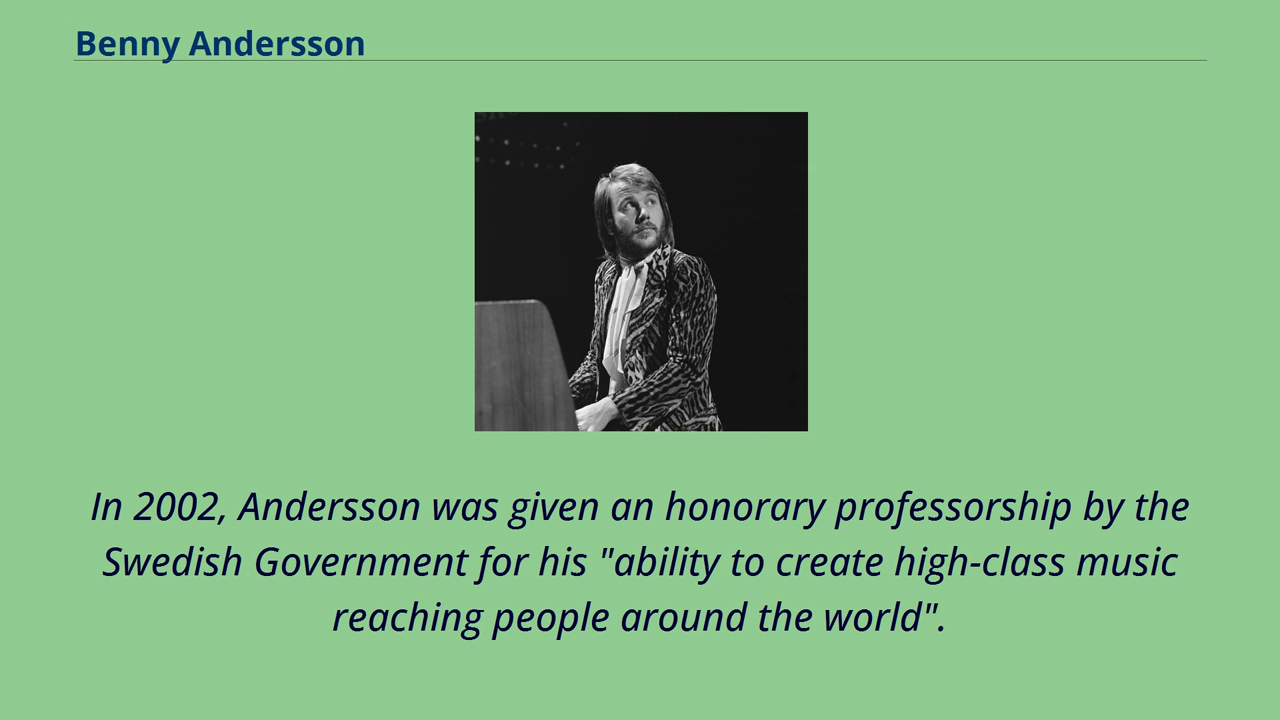 Benny Andersson
In 2002, Andersson was given an honorary professorship by the
Swedish Government for his "ability to create high-class music
reaching people around the world".